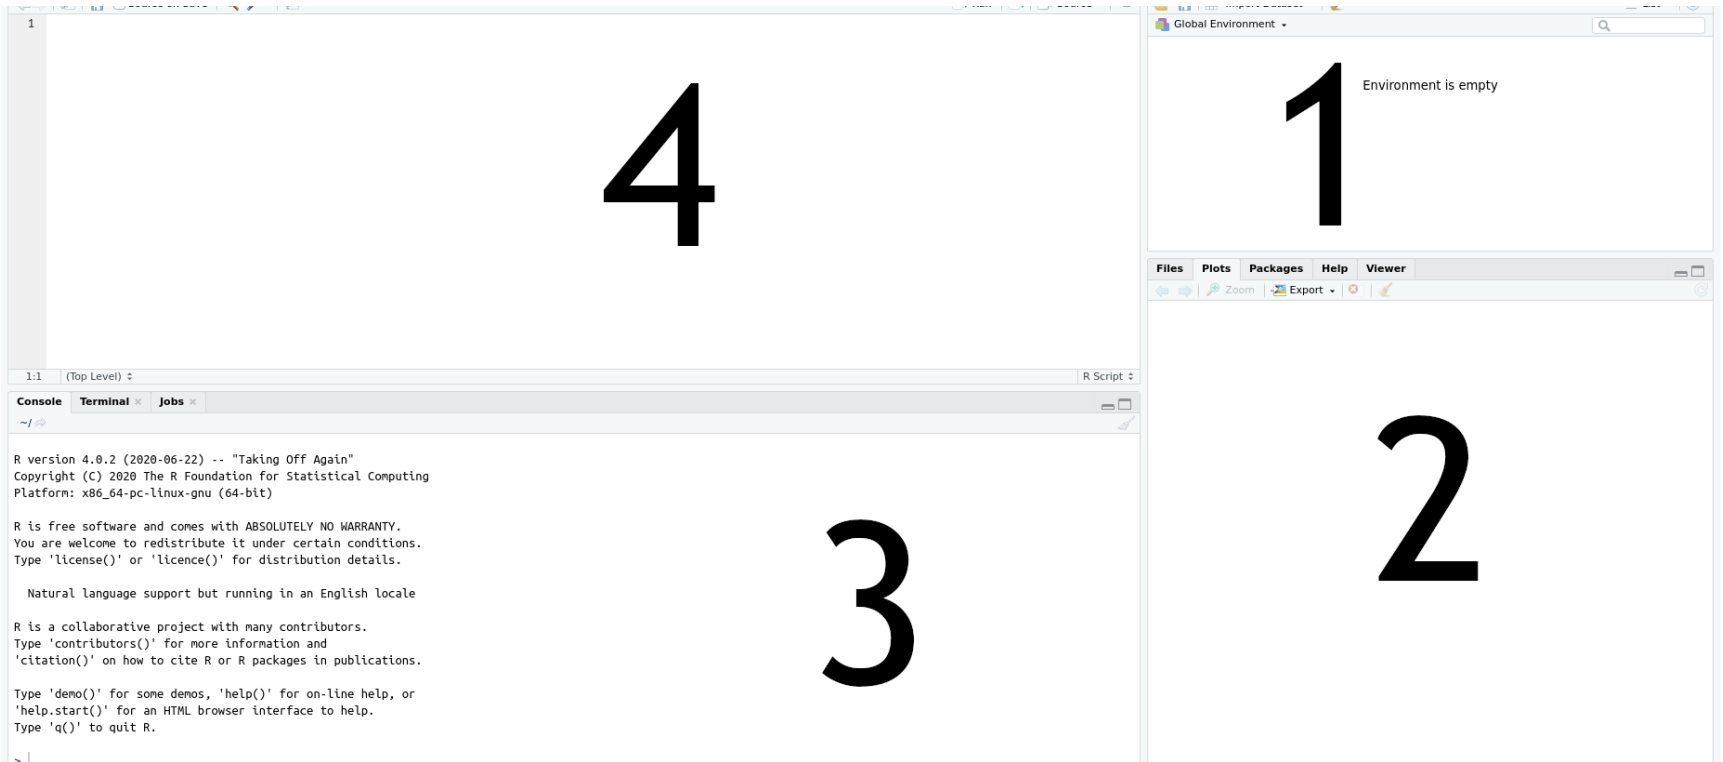 1
4
1:1 (Top Level) R Script
Console Terminal × Jobs ×
~/
R version 4.0.2 (2020-06-22) -- "Taking Off Again"
Copyright (C) 2020 The R Foundation for Statistical Computing
Platform: x86_64-pc-linux-gnu (64-bit)
R is free software and comes with ABSOLUTELY NO WARRANTY.
You are welcome to redistribute it under certain conditions.
Type 'license()' or 'licence()' for distribution details.
Natural language support but running in an English locale
R is a collaborative project with many contributors.
Type 'contributors()' for more information and
'citation()' on how to cite R or R packages in publications.
Type 'demo()' for some demos, 'help()' for on-line help, or
'help.start()' for an HTML browser interface to help.
Type 'q()' to quit R.
>
3
Global Environment
1
Environment is empty
Files Plots Packages Help Viewer
Zoom Export
2